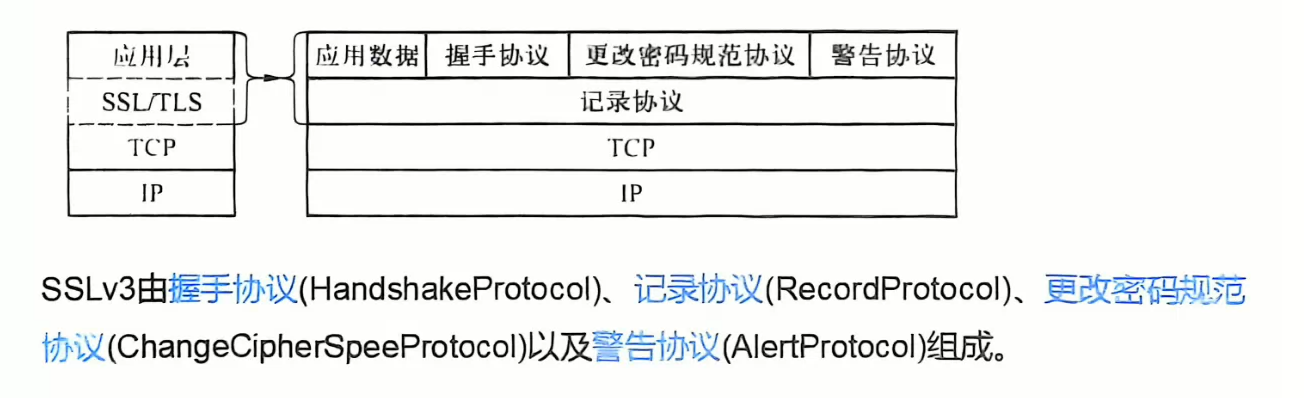 应用层
SSL/TLS
TCP
IP
应用数据 握手协议 更改密码规范协议 警告协议
记录协议
TCP
IP
SSLv3由握手协议(HandshakeProtocol)、记录协议(RecordProtocol)、更改密码规范
协议(ChangeCipherSpeeProtocol)以及警告协议(AlertProtocol)组成。